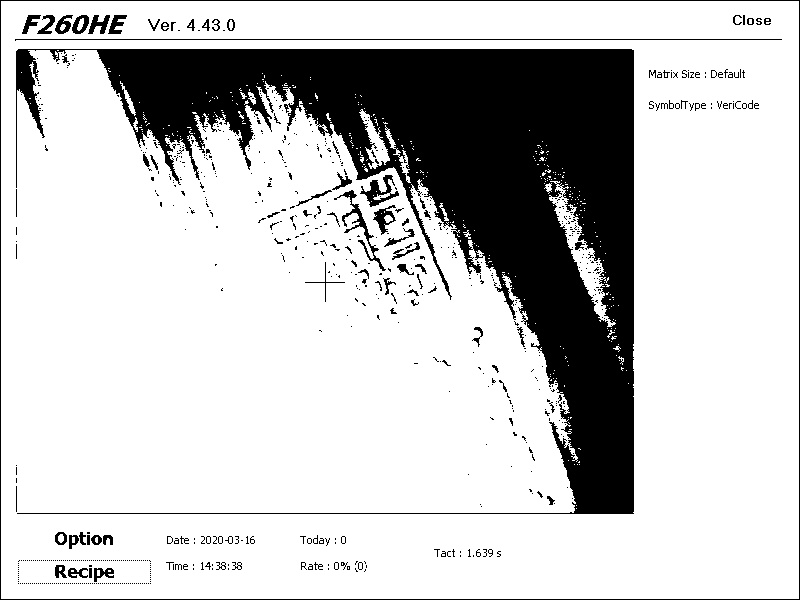 F260HE Ver. 4.43.0
Close
Matrix Size : Default
SymbolType : VeriCode
Option
Date : 2020-03-16
Today : 0
Tact : 1.639 s
Recipe
Time : 14:38:38
Rate : 0% (0)